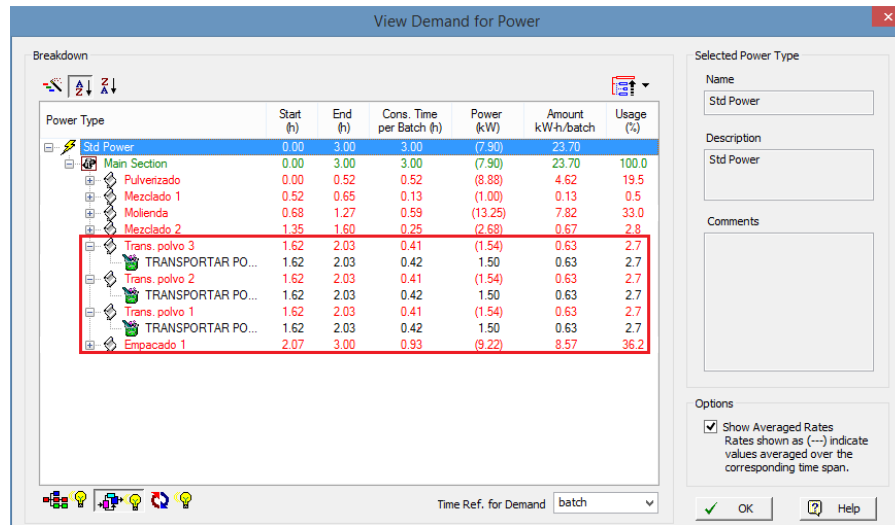 View Demand for Power
Breakdown
Power Type Start (h) End (h) Cons. Time per Batch (h) Power (kW) Amount kW-h/batch Usage (%)
Std Power 0.00 3.00 3.00 (7.90) 23.70
Main Section 0.00 3.00 3.00 (7.90) 23.70 100.0
Pulverizado 0.00 0.52 0.52 (8.88) 4.62 19.5
Mezclado 1 0.52 0.65 0.13 (1.00) 0.13 0.5
Molienda 0.68 1.27 0.59 (13.25) 7.82 33.0
Mezclado 2 1.35 1.60 0.25 (2.68) 0.67 2.8
Trans. polvo 3 1.62 2.03 0.41 (1.54) 0.63 2.7
TRANSPORTAR PO... 1.62 2.03 0.42 1.50 0.63 2.7
Trans. polvo 2 1.62 2.03 0.41 (1.54) 0.63 2.7
TRANSPORTAR PO... 1.62 2.03 0.42 1.50 0.63 2.7
Trans. polvo 1 1.62 2.03 0.41 (1.54) 0.63 2.7
TRANSPORTAR PO... 1.62 2.03 0.42 1.50 0.63 2.7
Empacado 1 2.07 3.00 0.93 (9.22) 8.57 36.2
Time Ref. for Demand batch
Selected Power Type
Name
Std Power
Description
Std Power
Comments
Options
Show Averaged Rates
Rates shown as (---) indicate
values averaged over the
corresponding time span.
OK Help